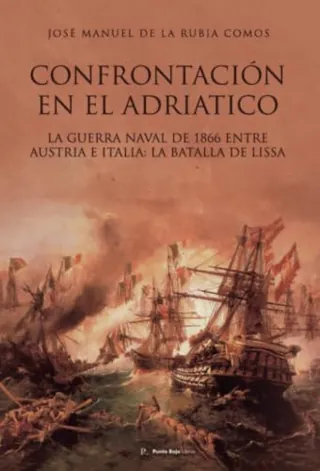 JOSÉ MANUEL DE LA RUBIA COMOS
CONFRONTACIÓN
EN EL ADRIATICO
LA GUERRA NAVAL DE 1866 ENTRE
AUSTRIA E ITALIA: LA BATALLA DE LISSA
P. Punto Rojo Libros